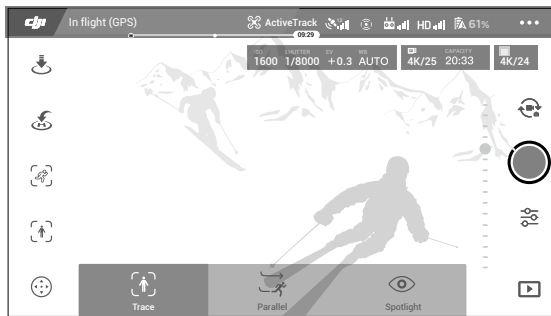 dji In flight (GPS) ActiveTrack 12 HD 61%
09:29
ISO SHUTTER EV WB CAPACITY
1600 1/8000 +0.3 AUTO 4K/25 20:33 4K/24
H
Trace Parallel Spotlight